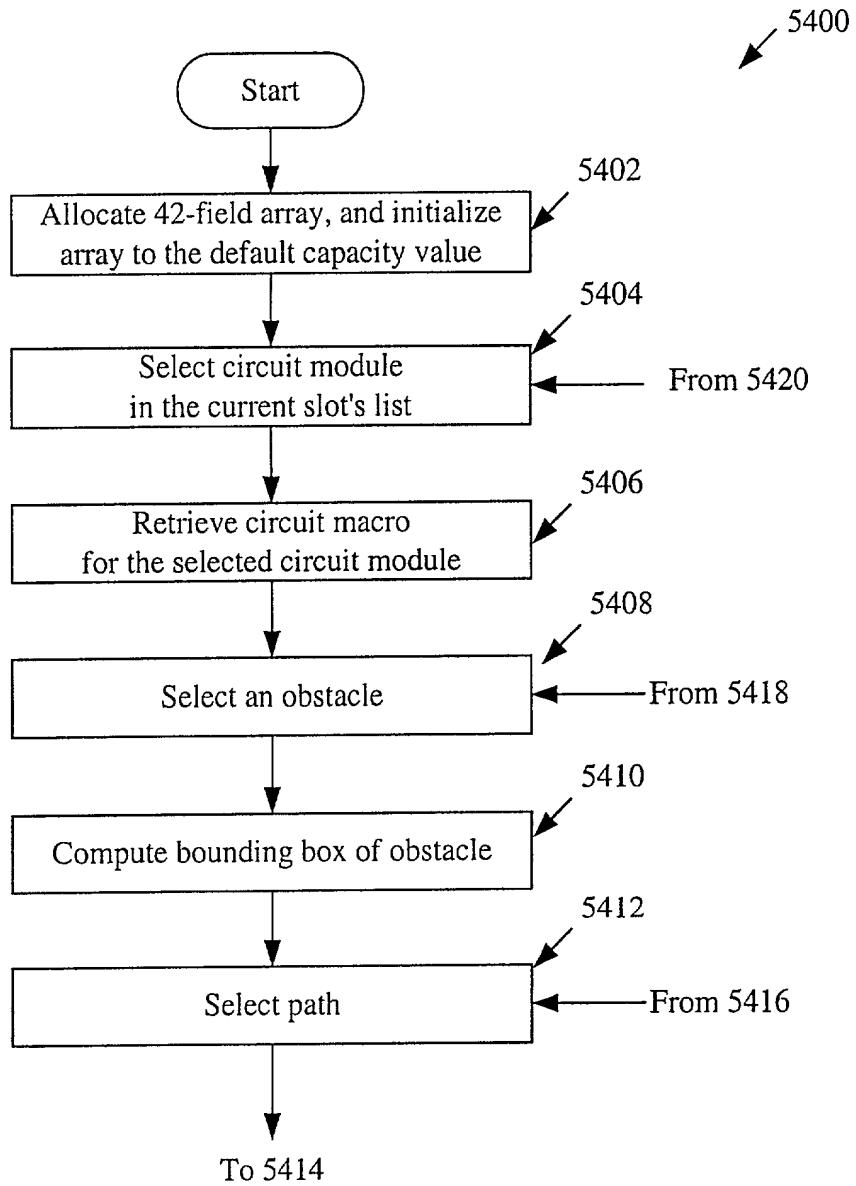 5400
Start
5402
Allocate 42-field array, and initialize
array to the default capacity value
5404
Select circuit module
in the current slot's list
From 5420
5406
Retrieve circuit macro
for the selected circuit module
5408
Select an obstacle
From 5418
5410
Compute bounding box of obstacle
5412
Select path
From 5416
To 5414